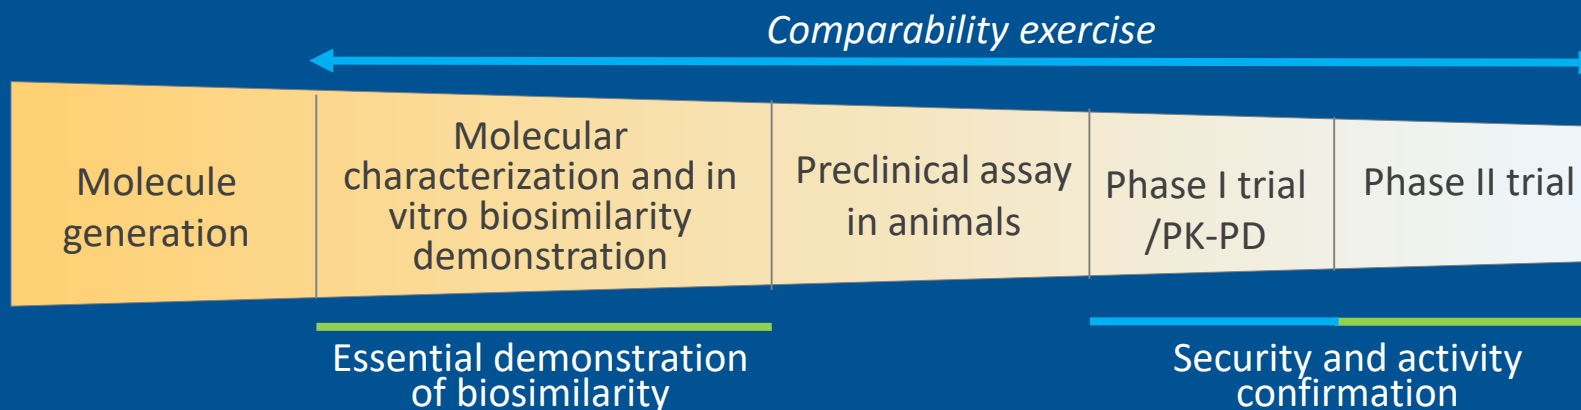 Comparability exercise
Molecule
generation
Molecular
characterization and in
vitro biosimilarity
demonstration
Preclinical assay
in animals
Phase I trial
/PK-PD
Phase II trial
Essential demonstration
of biosimilarity
Security and activity
confirmation